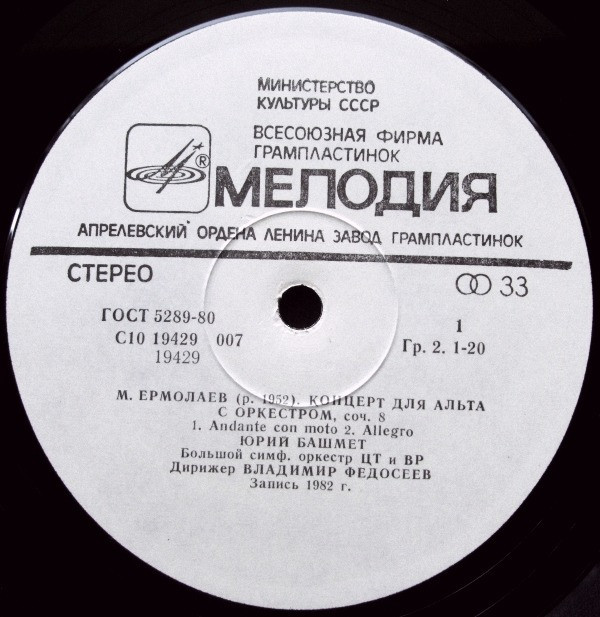 МИНИСТЕРСТВО
КУЛЬТУРЫ СССР
ВСЕСОЮЗНАЯ ФИРМА
ГРАМПЛАСТИНОК
® МЕЛОДИЯ
АПРЕЛЕВСКИЙ ОРДЕНА ЛЕНИНА ЗАВОД ГРАМПЛАСТИНОК
СТЕРЕО 33
ГОСТ 5289-80
С10 19429 007 1
19429 Гр. 2. 1-20
М. ЕРМОЛАЕВ (р. 1952). КОНЦЕРТ ДЛЯ АЛЬТА
С ОРКЕСТРОМ, соч. 8
1. Andante con moto 2. Allegro
ЮРИЙ БАШМЕТ
Большой симф. оркестр ЦТ и ВР
Дирижер ВЛАДИМИР ФЕДОСЕЕВ
Запись 1982 г.